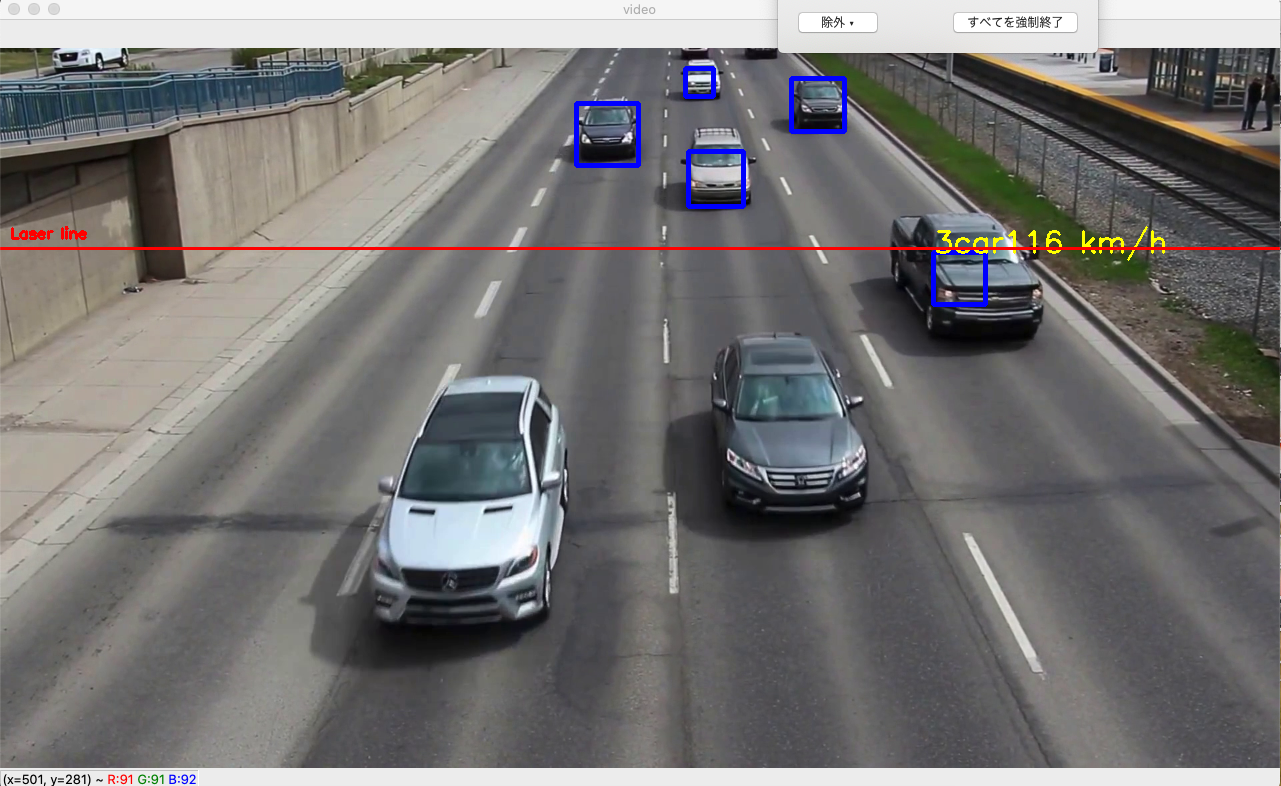 video
除外
すべてを強制終了
Laser line
3car116 km/h
(x=501, y=281) ~ R:91 G:91 B:92